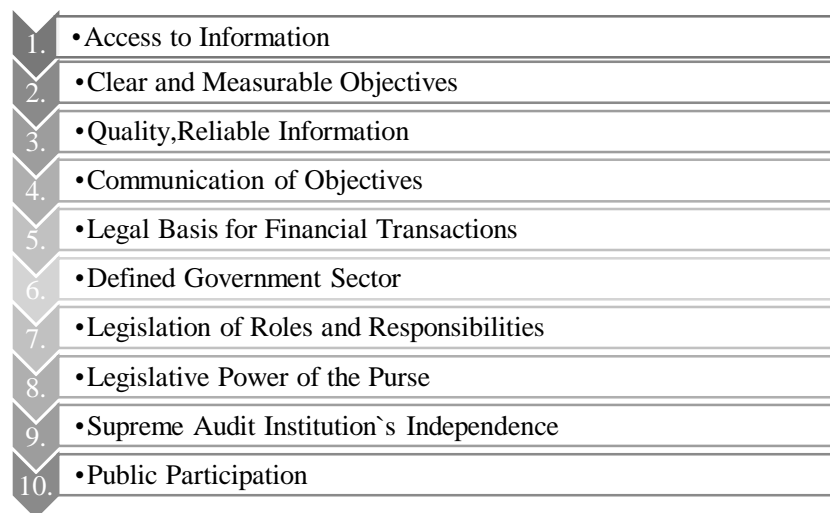 1. •Access to Information
2. •Clear and Measurable Objectives
3. •Quality,Reliable Information
4. •Communication of Objectives
5. •Legal Basis for Financial Transactions
6. •Defined Government Sector
7. •Legislation of Roles and Responsibilities
8. •Legislative Power of the Purse
9. •Supreme Audit Institution`s Independence
10. •Public Participation